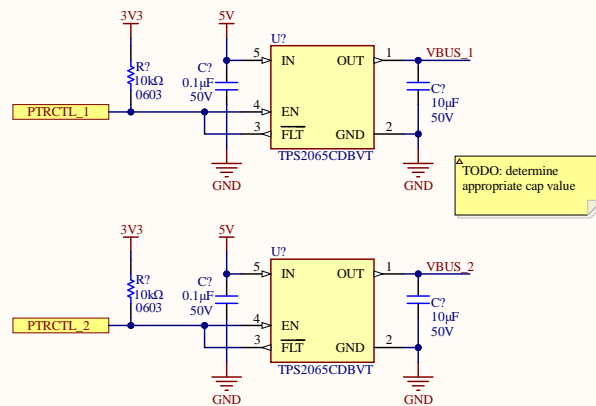 3V3
5V
U?
R?
10kΩ
0603
C?
0.1µF
50V
5
IN
OUT
1
VBUS_1
C?
10µF
50V
PTRCTL_1
4
EN
3
FLT
GND
2
TPS2065CDBVT
GND
GND
TODO: determine
appropriate cap value
3V3
5V
U?
R?
10kΩ
0603
C?
0.1µF
50V
5
IN
OUT
1
VBUS_2
C?
10µF
50V
PTRCTL_2
4
EN
3
FLT
GND
2
TPS2065CDBVT
GND
GND